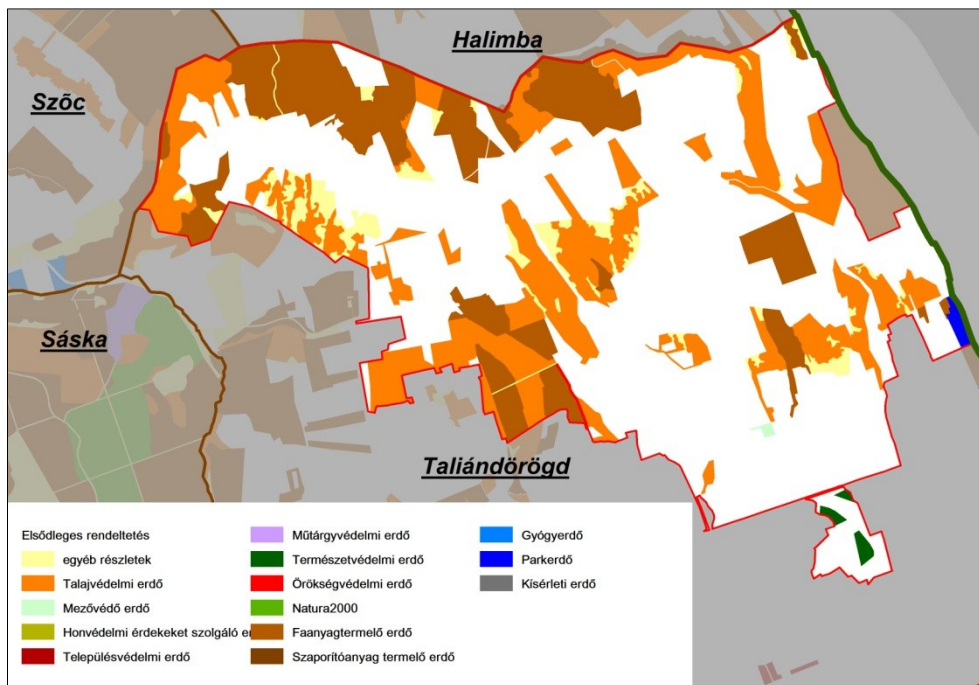 Halimba
Szõc
Sáska
Taliándörögd
Elsődleges rendeltetés
egyéb részletek
Talajvédelmi erdő
Mezővédő erdő
Honvédelmi érdekeket szolgáló e
Településvédelmi erdő
Műtárgyvédelmi erdő
Természetvédelmi erdő
Örökségvédelmi erdő
Natura2000
Faanyagtermelő erdő
Szaporítóanyag termelő erdő
Gyógyerdő
Parkerdő
Kísérleti erdő